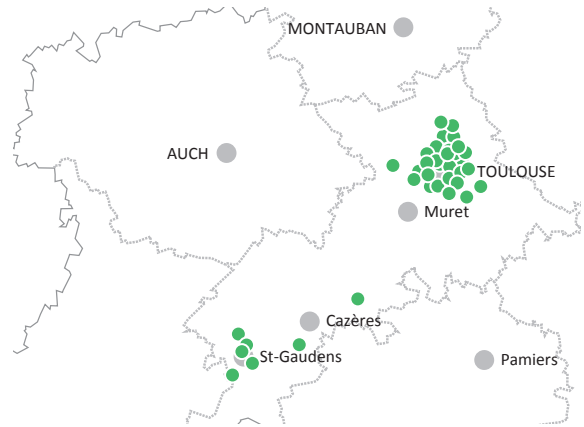 MONTAUBAN
AUCH
TOULOUSE
Muret
Cazères
St-Gaudens
Pamiers